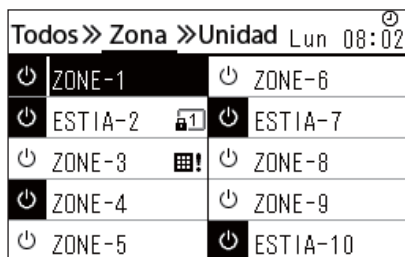 Todos » Zona » Unidad Lun 08:02
ZONE-1 ZONE-6
ESTIA-2 1 ESTIA-7
ZONE-3 ! ZONE-8
ZONE-4 ZONE-9
ZONE-5 ESTIA-10